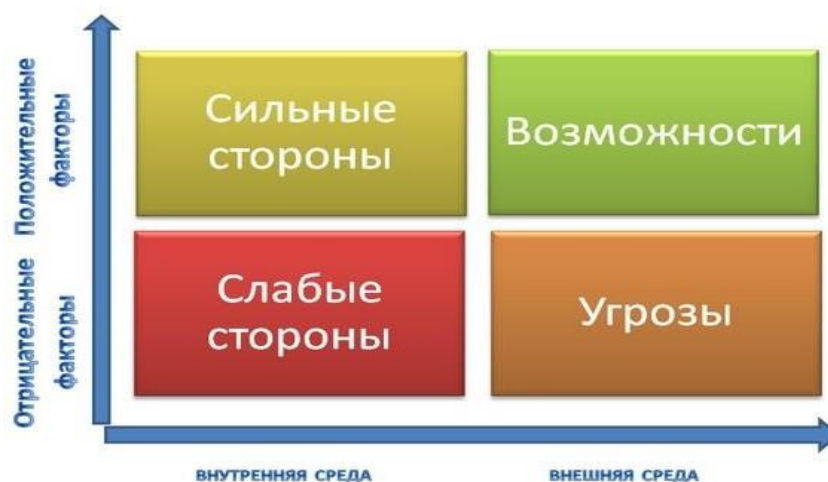 Положительные
факторы
Сильные
стороны
Возможности
Отрицательные
факторы
Слабые
стороны
Угрозы
ВНУТРЕННЯЯ СРЕДА
ВНЕШНЯЯ СРЕДА